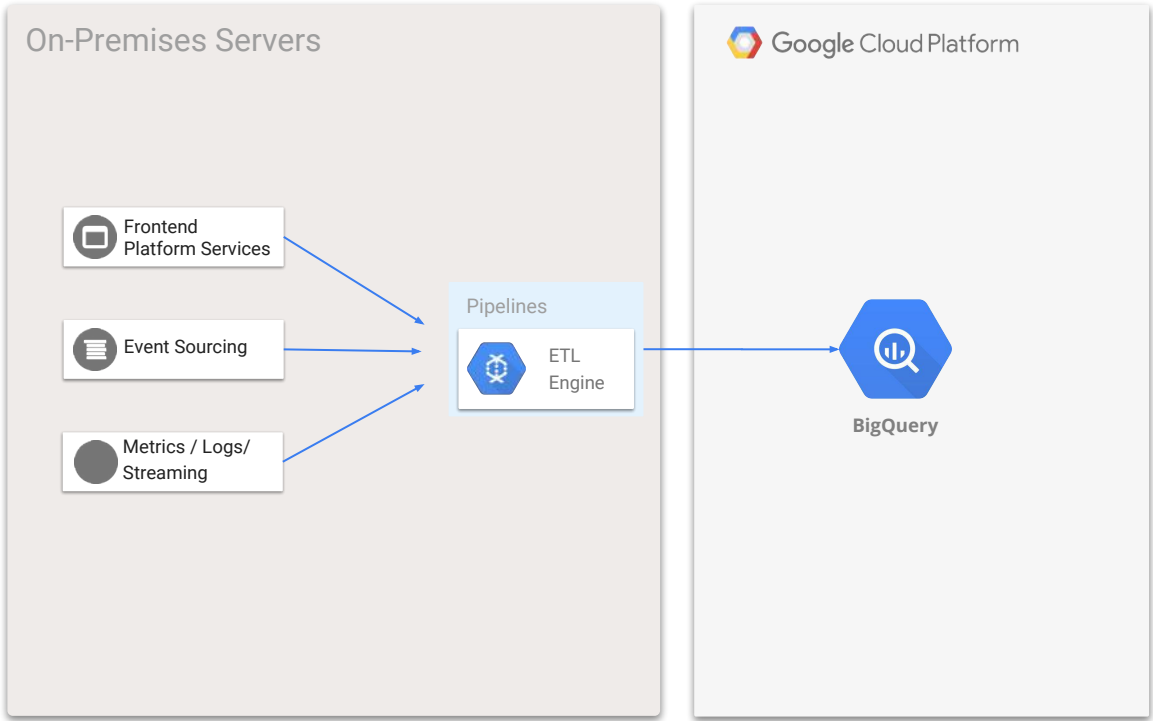 On-Premises Servers
Google Cloud Platform
Frontend
Platform Services
Event Sourcing
Metrics / Logs/
Streaming
Pipelines
ETL
Engine
BigQuery